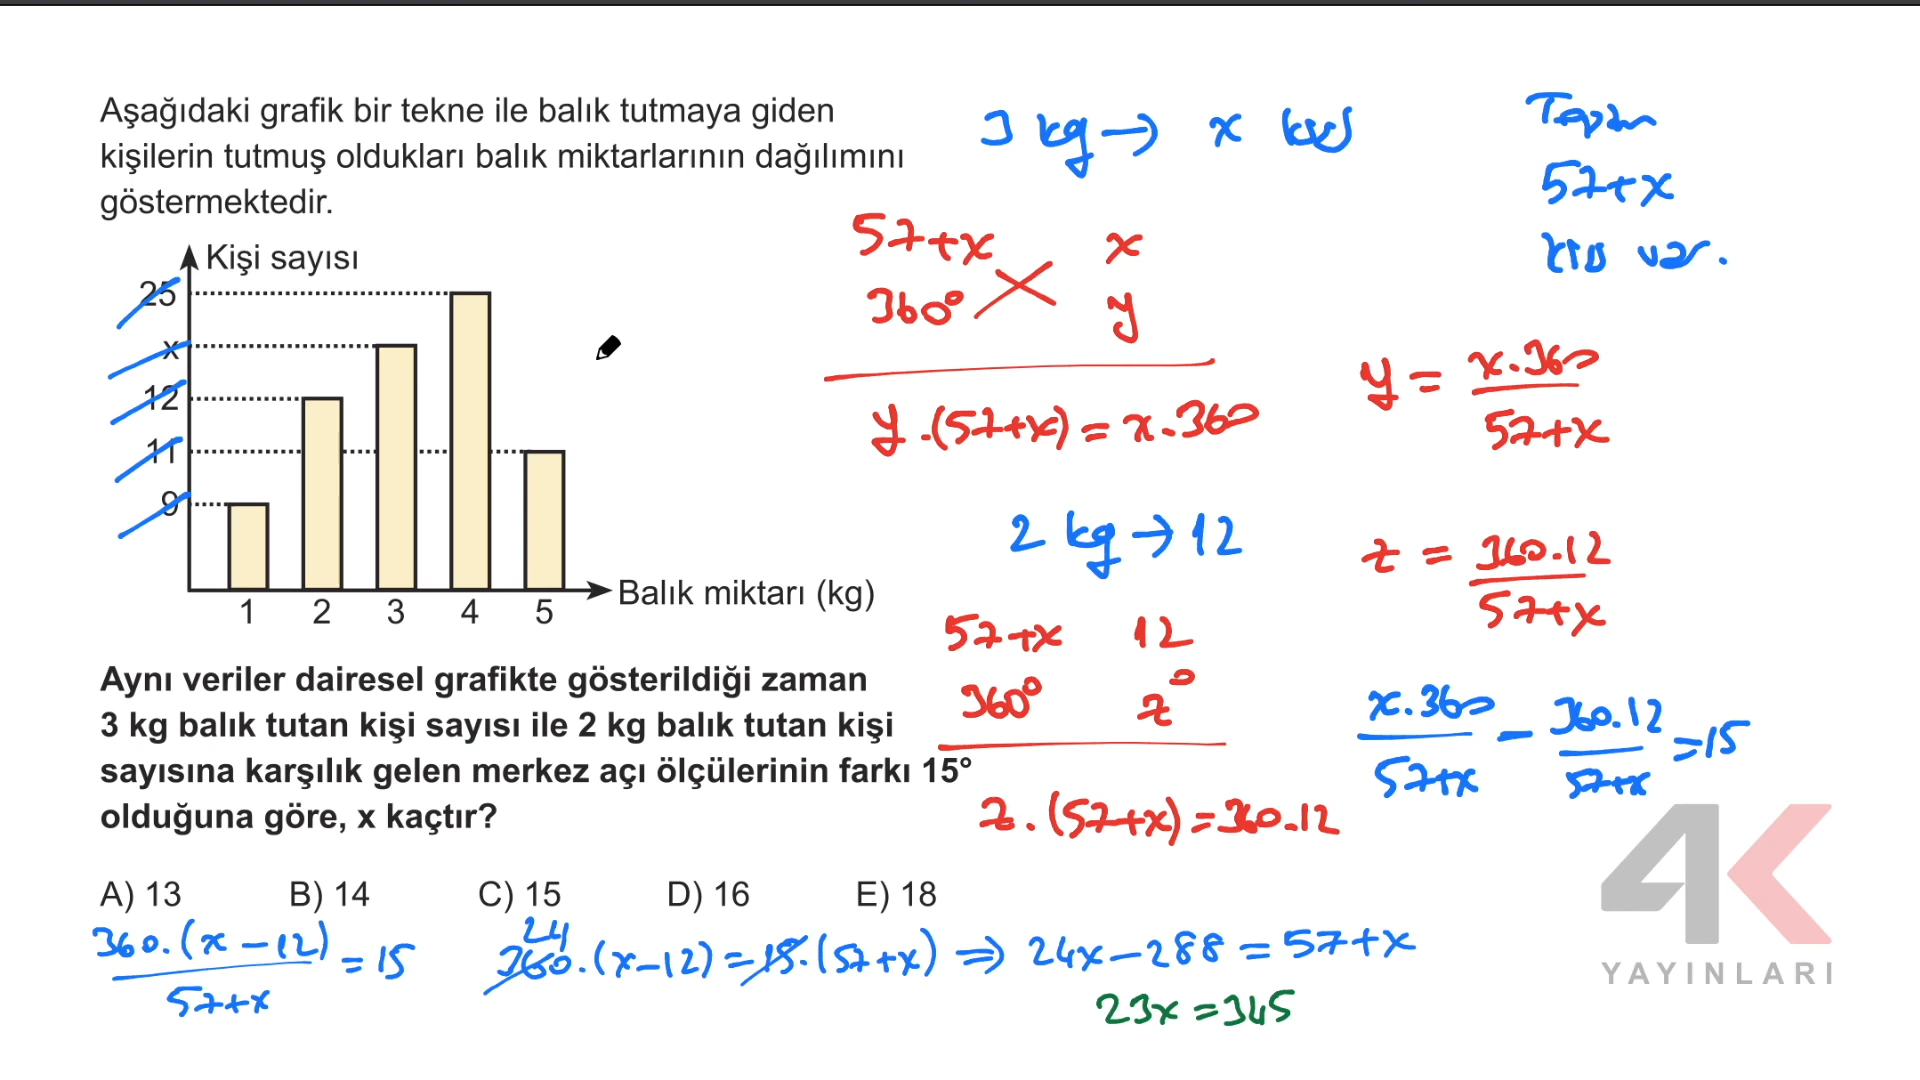 Aşağıdaki grafik bir tekne ile balık tutmaya giden
kişilerin tutmuş oldukları balık miktarlarının dağılımını
göstermektedir.
Kişi sayısı
25
x
12
11
9
1 2 3 4 5
Balık miktarı (kg)
Aynı veriler dairesel grafikte gösterildiği zaman
3 kg balık tutan kişi sayısı ile 2 kg balık tutan kişi
sayısına karşılık gelen merkez açı ölçülerinin farkı 15°
olduğuna göre, x kaçtır?
A) 13 B) 14 C) 15 D) 16 E) 18
3 kg → x kişi
57+x x
360° y
y.(57+x) = x.360
2 kg → 12
57+x 12
360° z°
z.(57+x) = 360.12
Toplam
57+x
kişi var.
y = x.360
57+x
z = 360.12
57+x
x.360 - 360.12 = 15
57+x 57+x
360.(x-12) = 15
57+x
24
360.(x-12) = 15.(57+x) ⇒ 24x-288 = 57+x
23x = 345
4K
YAYINLARI